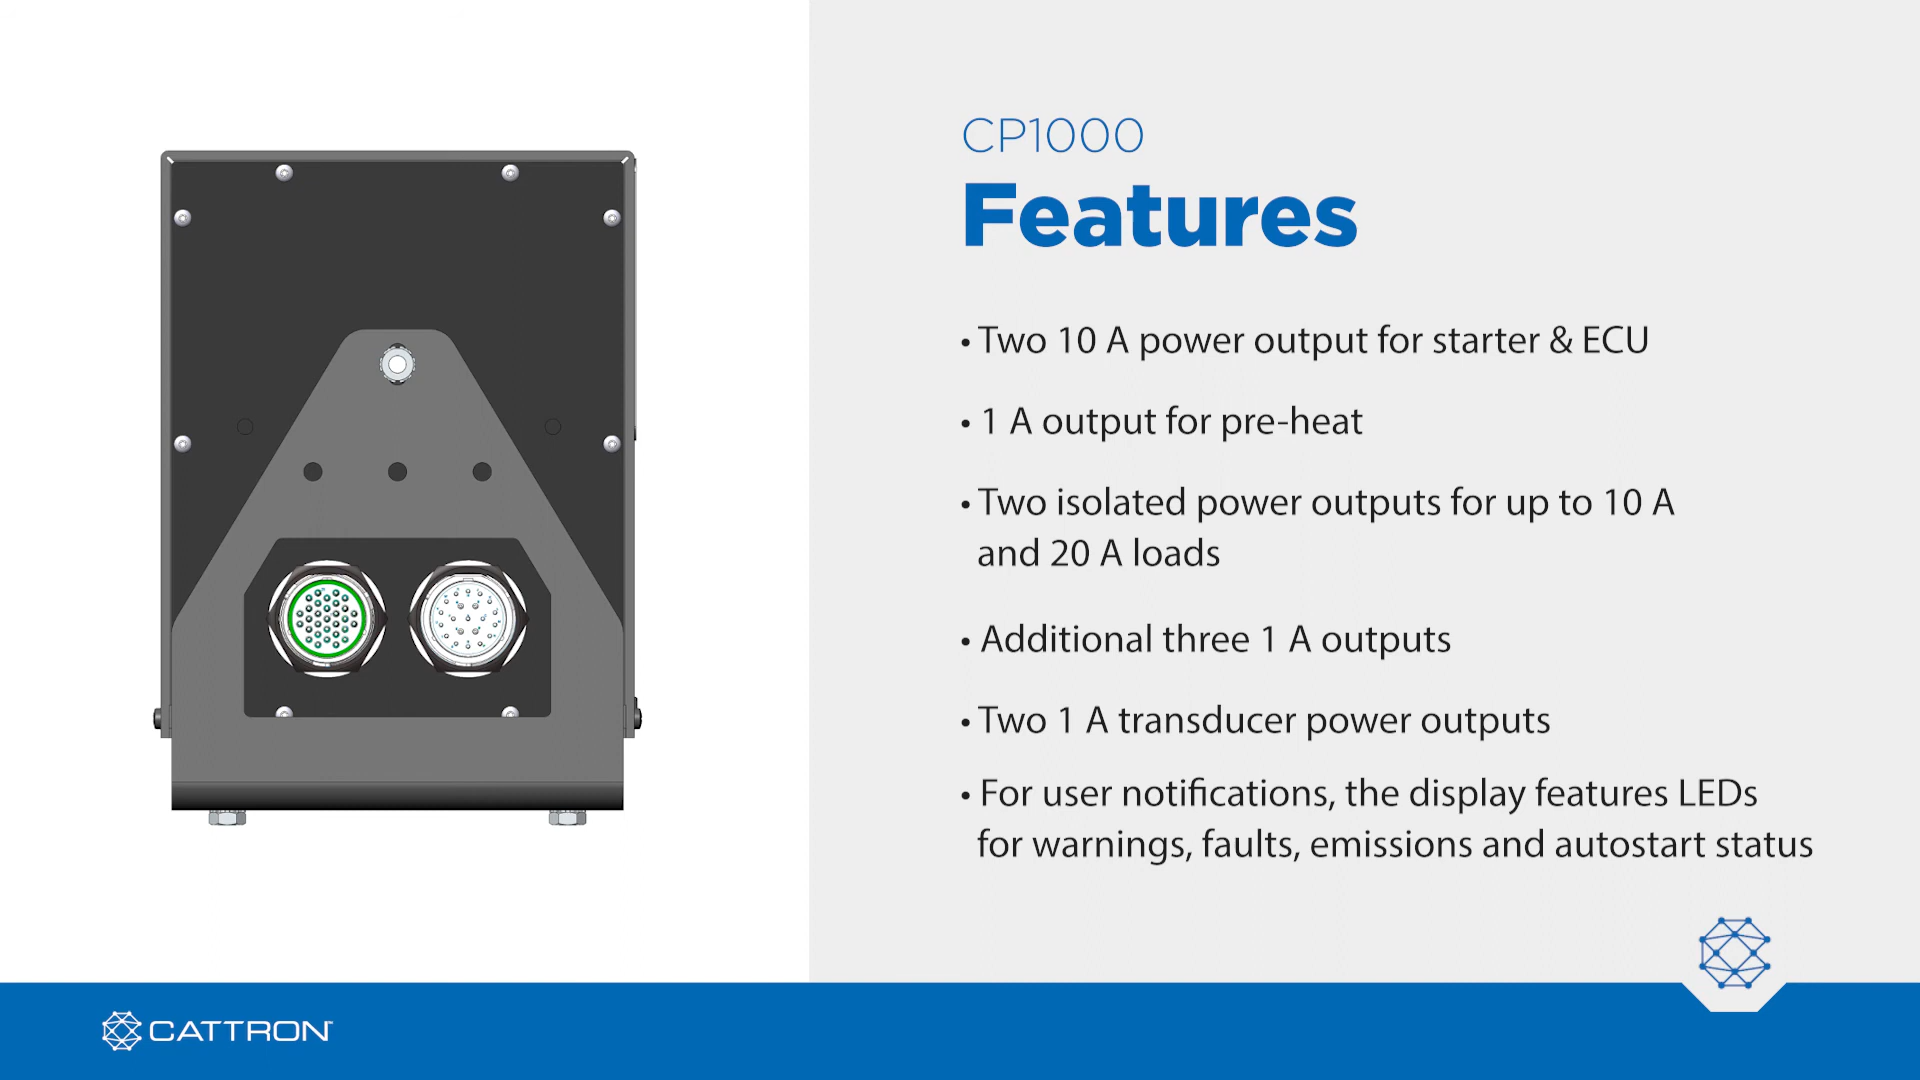 CP1000
Features
• Two 10 A power output for starter & ECU
• 1 A output for pre-heat
• Two isolated power outputs for up to 10 A
and 20 A loads
• Additional three 1 A outputs
• Two 1 A transducer power outputs
• For user notifications, the display features LEDs
for warnings, faults, emissions and autostart status
CATTRON™